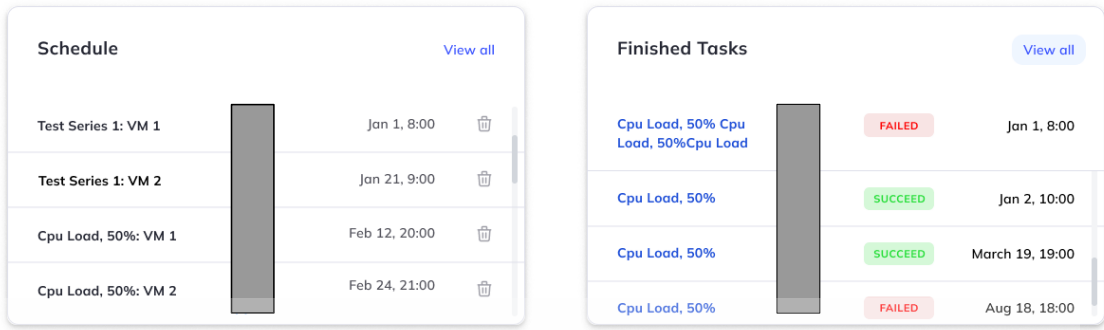 Schedule
View all
Test Series 1: VM 1
Jan 1, 8:00
Test Series 1: VM 2
Jan 21, 9:00
Cpu Load, 50%: VM 1
Feb 12, 20:00
Cpu Load, 50%: VM 2
Feb 24, 21:00
Finished Tasks
View all
Cpu Load, 50% Cpu
Load, 50%Cpu Load
FAILED
Jan 1, 8:00
Cpu Load, 50%
SUCCEED
Jan 2, 10:00
Cpu Load, 50%
SUCCEED
March 19, 19:00
Cpu Load, 50%
FAILED
Aug 18, 18:00